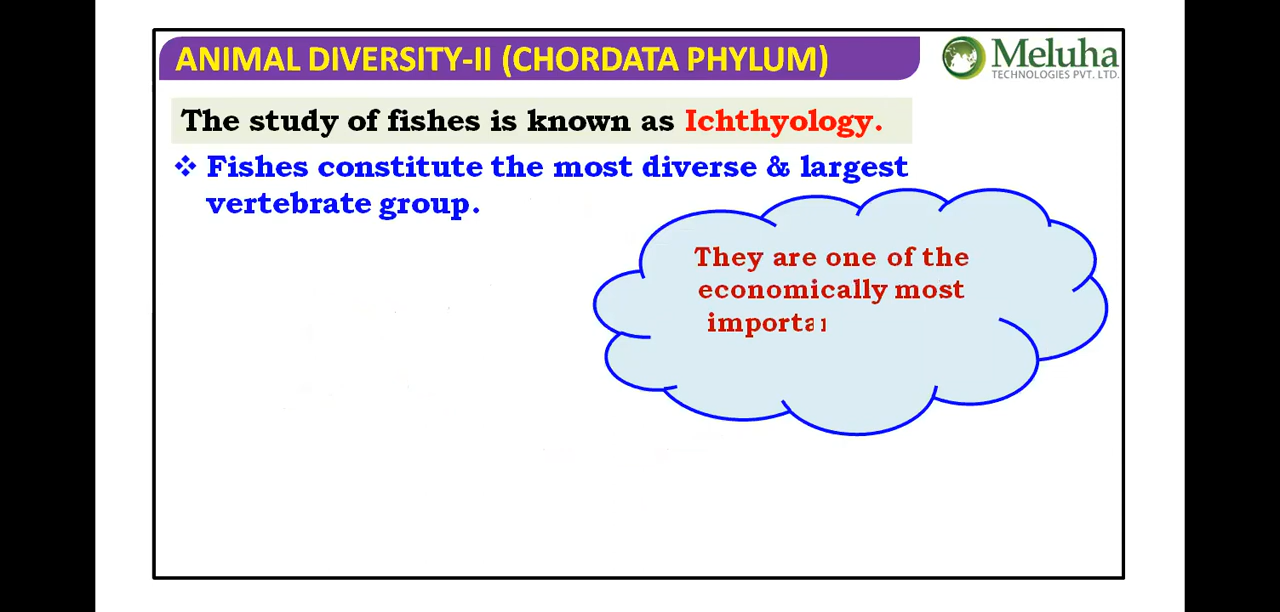 ANIMAL DIVERSITY-II (CHORDATA PHYLUM)
Meluha
TECHNOLOGIES PVT. LTD.
The study of fishes is known as Ichthyology.
❖ Fishes constitute the most diverse & largest
vertebrate group.
They are one of the
economically most